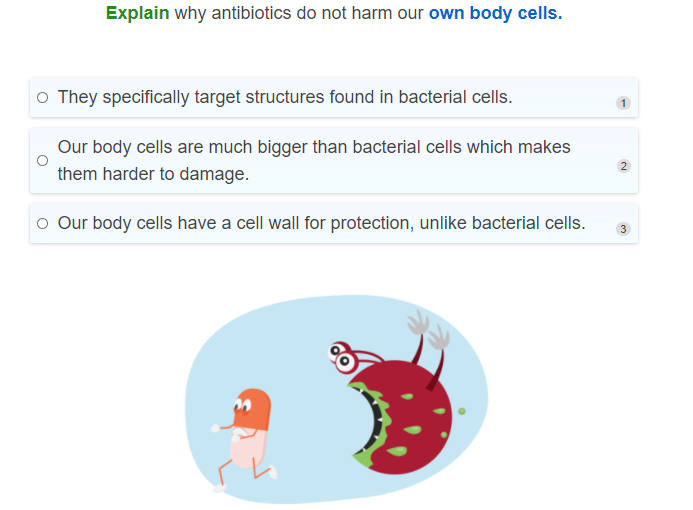 Explain why antibiotics do not harm our own body cells.
They specifically target structures found in bacterial cells.
1
Our body cells are much bigger than bacterial cells which makes
them harder to damage.
2
Our body cells have a cell wall for protection, unlike bacterial cells.
3